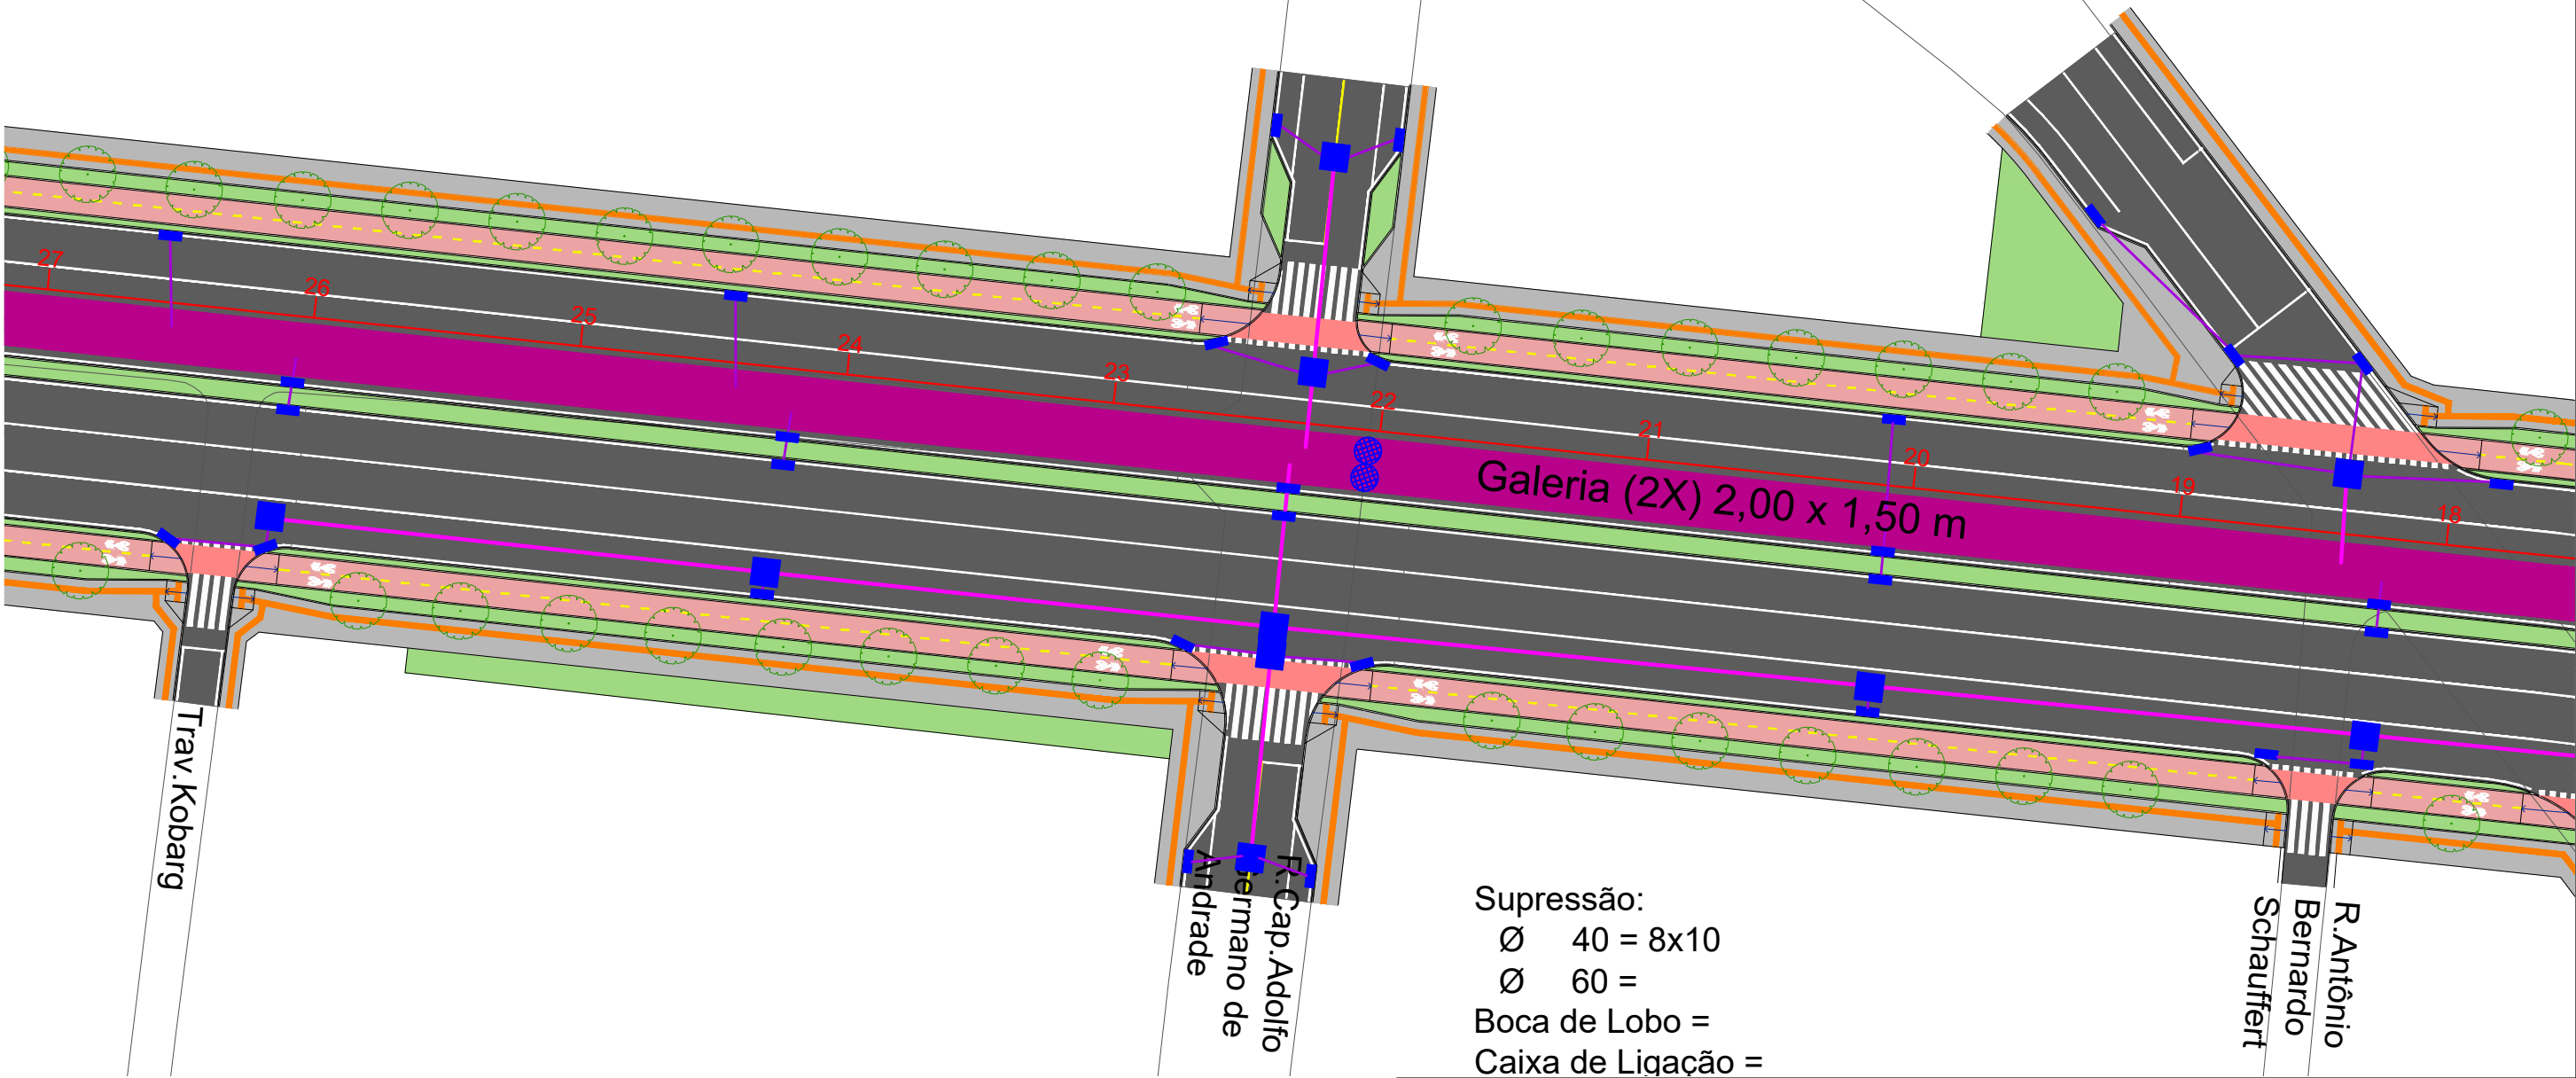 27
26
25
24
23
22
21
20
19
18
Galeria (2X) 2,00 x 1,50 m
Trav.Kobarg
R.Cap.Adolfo
Germano de
Andrade
R.Antônio
Bernardo
Schauffert
Supressão:
Ø 40 = 8x10
Ø 60 =
Boca de Lobo =
Caixa de Ligação =